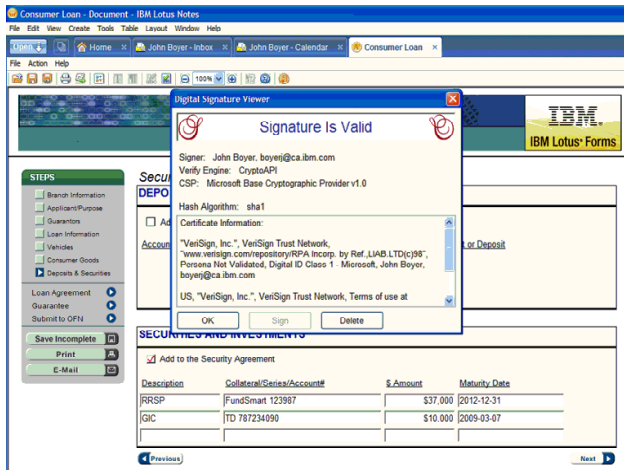 Consumer Loan - Document - IBM Lotus Notes
File Edit View Create Tools Table Layout Window Help
Open Home × John Boyer - Inbox × John Boyer - Calendar × Consumer Loan ×
File Action Help
100%
Digital Signature Viewer
IBM.
IBM Lotus Forms
Signature Is Valid
Signer: John Boyer, boyerj@ca.ibm.com
Verify Engine: CryptoAPI
CSP: Microsoft Base Cryptographic Provider v1.0
Hash Algorithm: sha1
Certificate Information:
"VeriSign, Inc.", VeriSign Trust Network,
"www.verisign.com/repository/RPA Incorp. by Ref.,LIAB.LTD(c)98",
Persona Not Validated, Digital ID Class 1 - Microsoft, John Boyer,
boyerj@ca.ibm.com
US, "VeriSign, Inc.", VeriSign Trust Network, Terms of use at
OK Sign Delete
STEPS
Branch Information
Applicant/Purpose
Guarantors
Loan Information
Vehicles
Consumer Goods
Deposits & Securities
Loan Agreement
Guarantee
Submit to OFN
Save Incomplete
Print
E-Mail
Secu
DEPO
Ad
Accoun t or Deposit
SECURITIES AND INVESTMENTS
Add to the Security Agreement
Description Collateral/Series/Account# $ Amount Maturity Date
RRSP FundSmart 123987 $37,000 2012-12-31
GIC TD 787234090 $10,000 2009-03-07
Previous Next